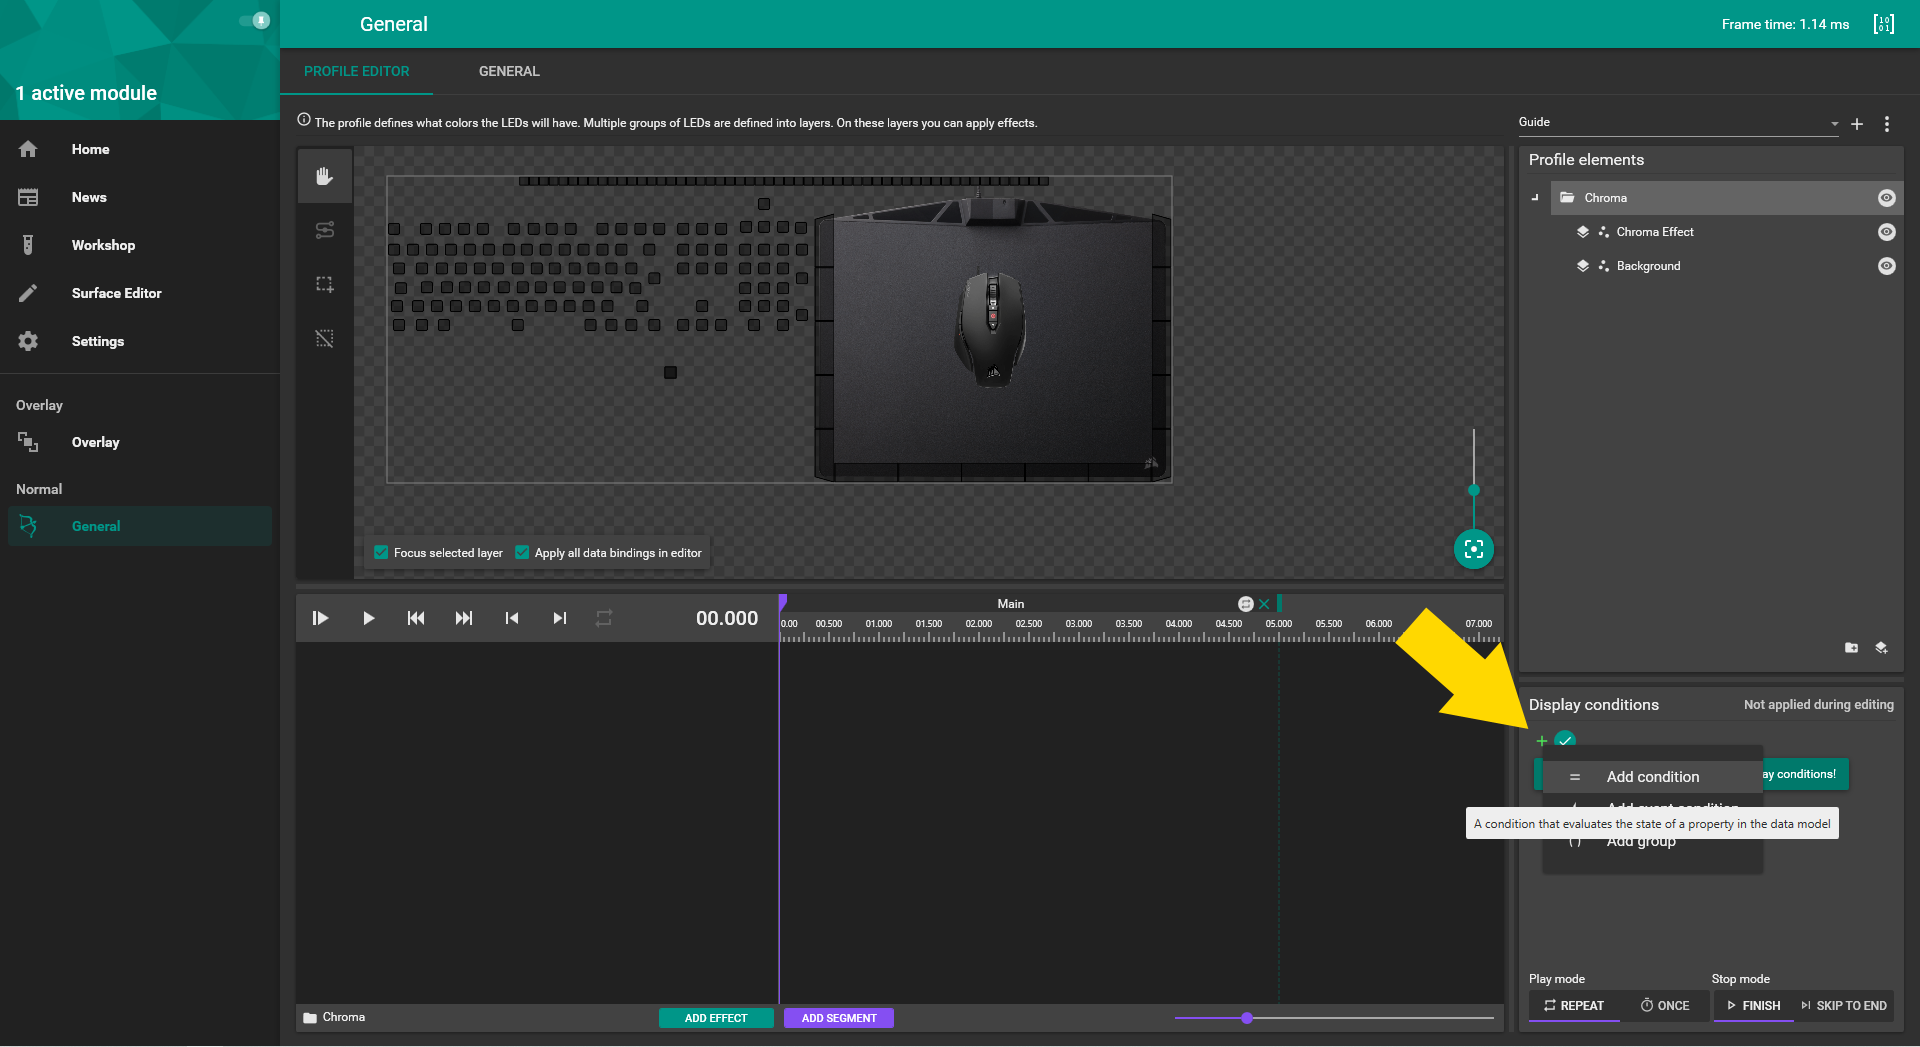 General
Frame time: 1.14 ms
1 active module
Home
News
Workshop
Surface Editor
Settings
Overlay
Overlay
Normal
General
PROFILE EDITOR
GENERAL
The profile defines what colors the LEDs will have. Multiple groups of LEDs are defined into layers. On these layers you can apply effects.
Focus selected layer
Apply all data bindings in editor
00.000
Main
0.00 00.500 01.000 01.500 02.000 02.500 03.000 03.500 04.000 04.500 05.000 05.500 06.000 07.000
Chroma
ADD EFFECT
ADD SEGMENT
Guide
Profile elements
Chroma
Chroma Effect
Background
Display conditions
Not applied during editing
Add condition
ay conditions!
Add event condition
A condition that evaluates the state of a property in the data model
Add group
Play mode
Stop mode
REPEAT
ONCE
FINISH
SKIP TO END